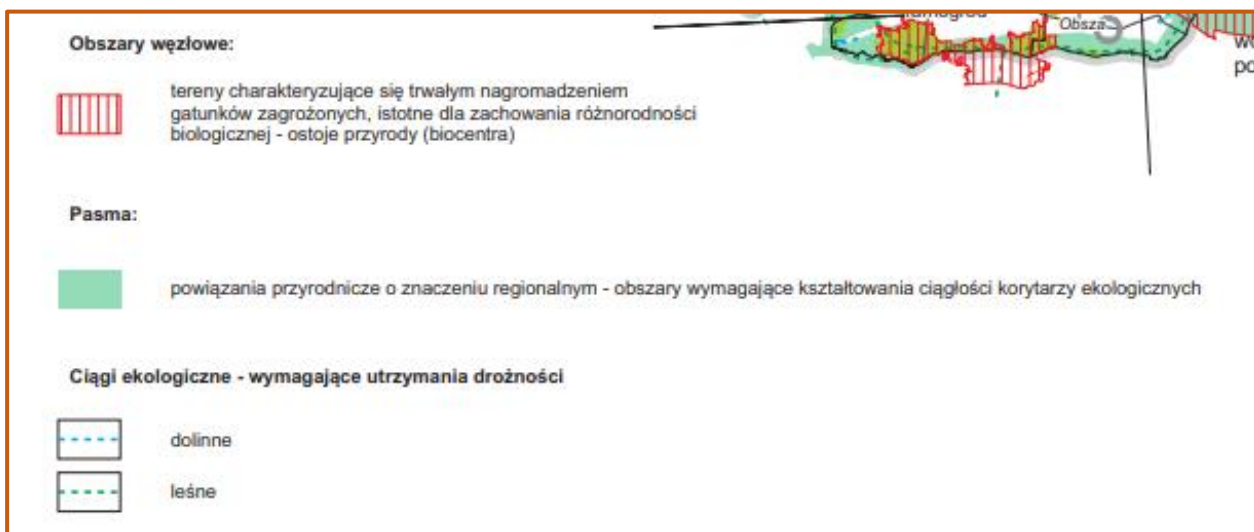 Obsza
Obszary węzłowe:
tereny charakteryzujące się trwałym nagromadzeniem
gatunków zagrożonych, istotne dla zachowania różnorodności
biologicznej - ostoje przyrody (biocentra)
Pasma:
powiązania przyrodnicze o znaczeniu regionalnym - obszary wymagające kształtowania ciągłości korytarzy ekologicznych
Ciągi ekologiczne - wymagające utrzymania drożności
dolinne
leśne